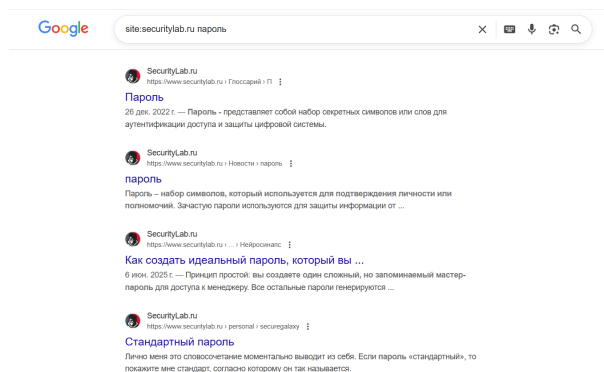 Google
site:securitylab.ru пароль
SecurityLab.ru
https://www.securitylab.ru › Глоссарий › П
Пароль
26 дек. 2022 г. — Пароль - представляет собой набор секретных символов или слов для
аутентификации доступа и защиты цифровой системы.
SecurityLab.ru
https://www.securitylab.ru › Новости › пароль
пароль
Пароль – набор символов, который используется для подтверждения личности или
полномочий. Зачастую пароли используются для защиты информации от ...
SecurityLab.ru
https://www.securitylab.ru › ... › Нейросинапс
Как создать идеальный пароль, который вы ...
6 июн. 2025 г. — Принцип простой: вы создаете один сложный, но запоминаемый мастер-
пароль для доступа к менеджеру. Все остальные пароли генерируются ...
SecurityLab.ru
https://www.securitylab.ru › personal › securegalaxy
Стандартный пароль
Лично меня это словосочетание моментально выводит из себя. Если пароль «стандартный», то
покажите мне стандарт, согласно которому он так называется.